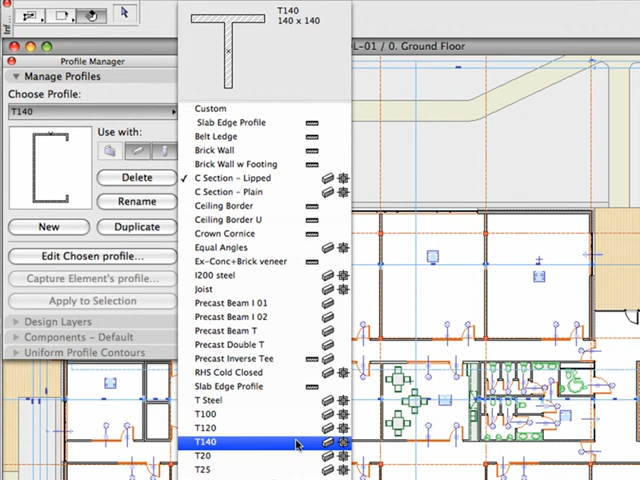 T140
140 x 140
OL-01 / 0. Ground Floor
Inf...
Profile Manager
Manage Profiles
Choose Profile:
T140
Use with:
Delete
Rename
New
Duplicate
Edit Chosen profile...
Capture Element's profile...
Apply to Selection
Design Layers
Components - Default
Uniform Profile Contours
Custom
Slab Edge Profile
Belt Ledge
Brick Wall
Brick Wall w Footing
✓ C Section - Lipped
C Section - Plain
Ceiling Border
Ceiling Border U
Crown Cornice
Equal Angles
Ex-Conc+Brick veneer
I200 steel
Joist
Precast Beam I 01
Precast Beam I 02
Precast Beam T
Precast Double T
Precast Inverse Tee
RHS Cold Closed
Slab Edge Profile
T Steel
T100
T120
T140
T20
T25